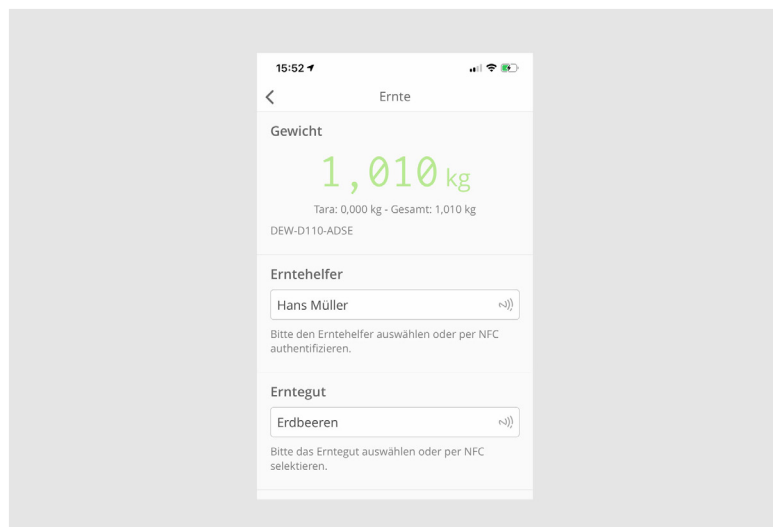 15:52
Ernte
Gewicht
1,010 kg
Tara: 0,000 kg - Gesamt: 1,010 kg
DEW-D110-ADSE
Erntehelfer
Hans Müller
Bitte den Erntehelfer auswählen oder per NFC
authentifizieren.
Erntegut
Erdbeeren
Bitte das Erntegut auswählen oder per NFC
selektieren.